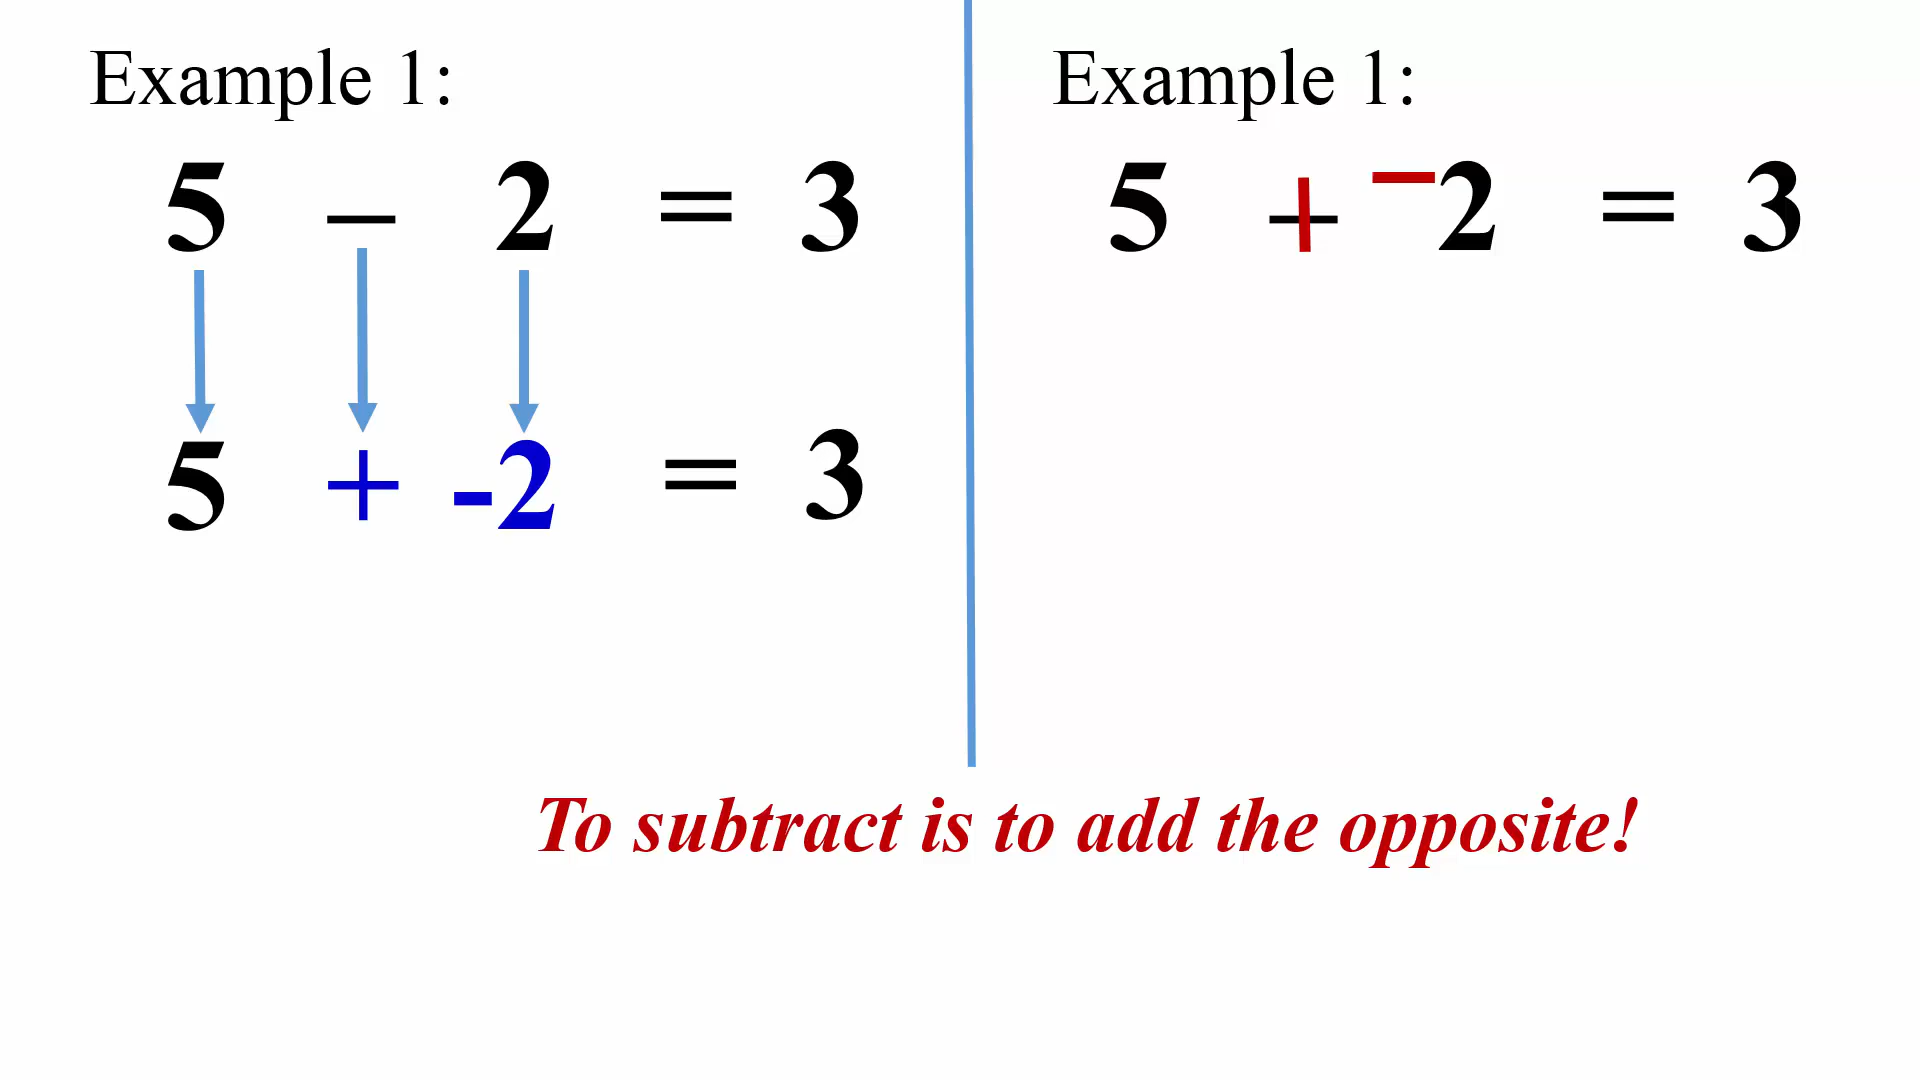 Example 1:
5 – 2 = 3
5 + -2 = 3
Example 1:
5 + ⁻2 = 3
To subtract is to add the opposite!